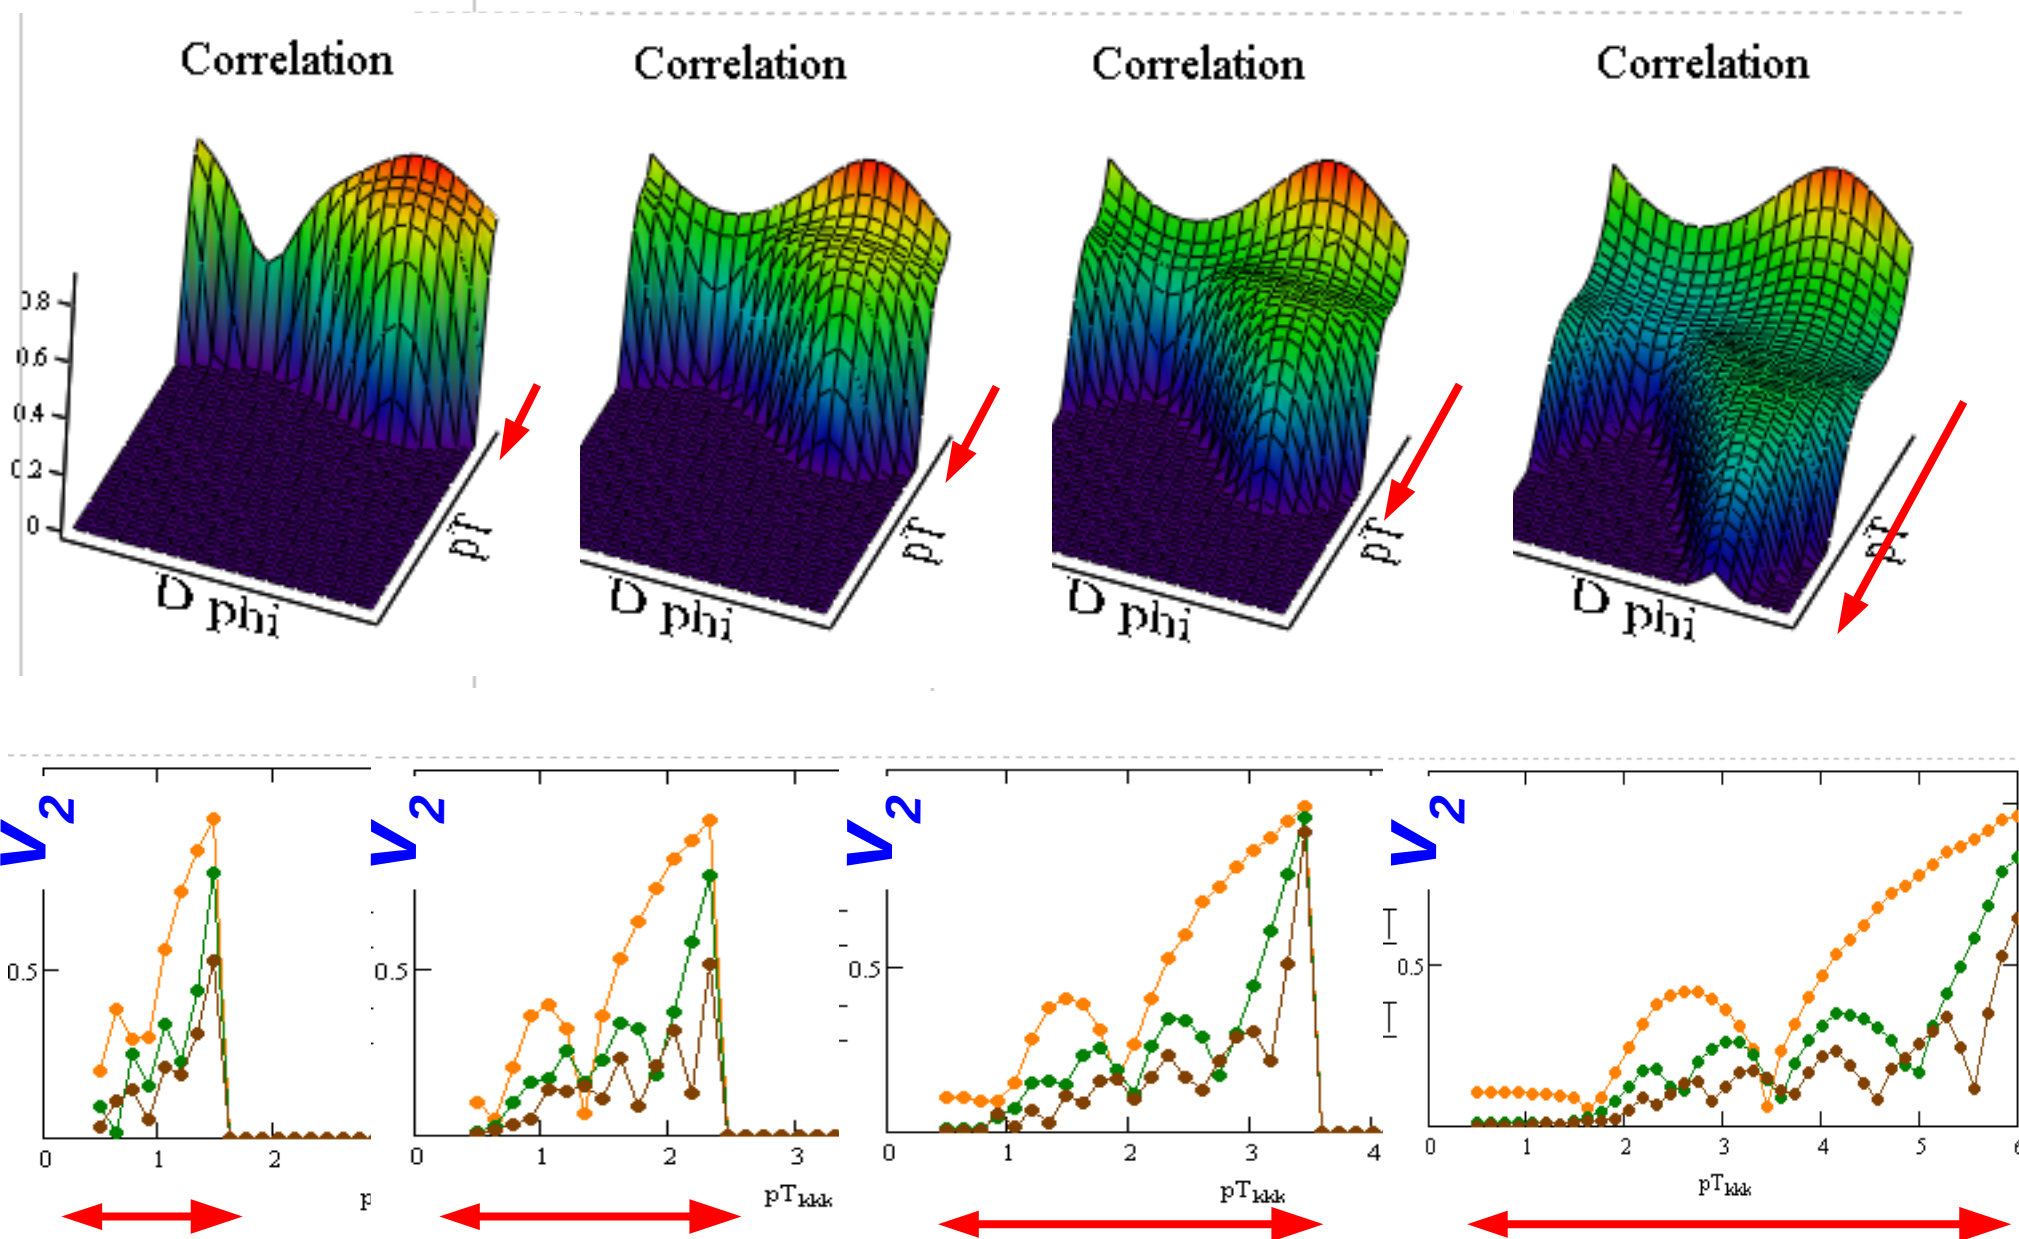 Correlation Correlation Correlation Correlation
0.8
0.6
0.4
0.2
0
pT pT pT pT
D phi D phi D phi D phi
V2 V2 V2 V2
0.5 0.5 0.5 0.5
0 1 2 0 1 2 3 0 1 2 3 4 0 1 2 3 4 5 6
p pTkkk pTkkk pTkkk